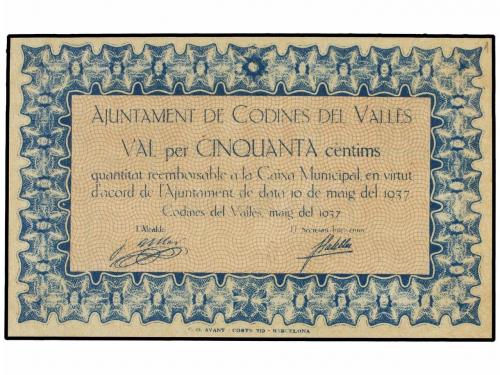 AJUNTAMENT DE CODINES DEL VALLES
VAL per CINQUANTA cèntims
quantitat reemborsable a la Caixa Municipal, en virtut
d'acord de l'Ajuntament de data 10 de maig del 1937.
Codines del Vallès, maig del 1937
L'Alcalde El Secretari-Interventor
AVANT - CORTS 719 - BARCELONA